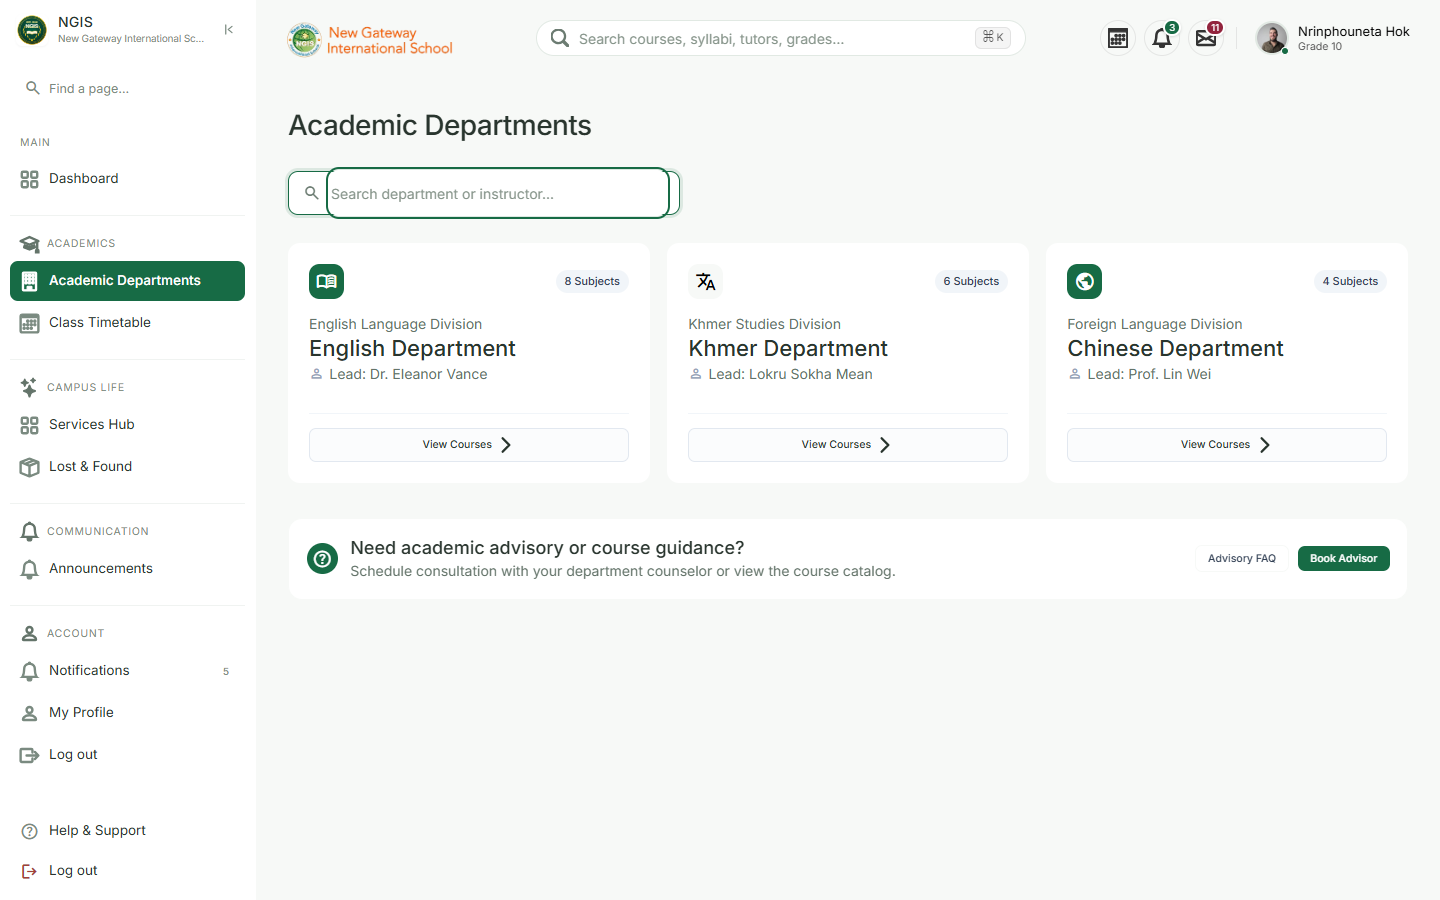 NGIS
New Gateway International Sc...
Find a page...
MAIN
Dashboard
ACADEMICS
Academic Departments
Class Timetable
CAMPUS LIFE
Services Hub
Lost & Found
COMMUNICATION
Announcements
ACCOUNT
Notifications 5
My Profile
Log out
Help & Support
Log out
New Gateway
International School
Search courses, syllabi, tutors, grades...
⌘ K
3
11
Nrinphouneta Hok
Grade 10
Academic Departments
Search department or instructor...
8 Subjects
English Language Division
English Department
Lead: Dr. Eleanor Vance
View Courses
6 Subjects
Khmer Studies Division
Khmer Department
Lead: Lokru Sokha Mean
View Courses
4 Subjects
Foreign Language Division
Chinese Department
Lead: Prof. Lin Wei
View Courses
Need academic advisory or course guidance?
Schedule consultation with your department counselor or view the course catalog.
Advisory FAQ
Book Advisor